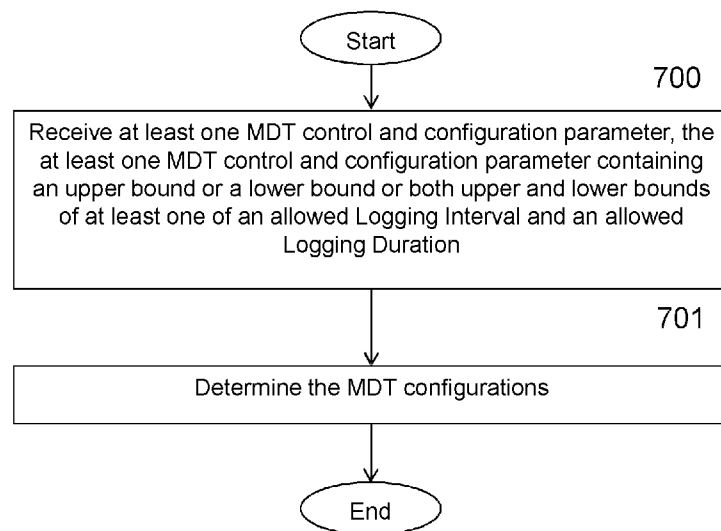 Start
700
Receive at least one MDT control and configuration parameter, the
at least one MDT control and configuration parameter containing
an upper bound or a lower bound or both upper and lower bounds
of at least one of an allowed Logging Interval and an allowed
Logging Duration
701
Determine the MDT configurations
End